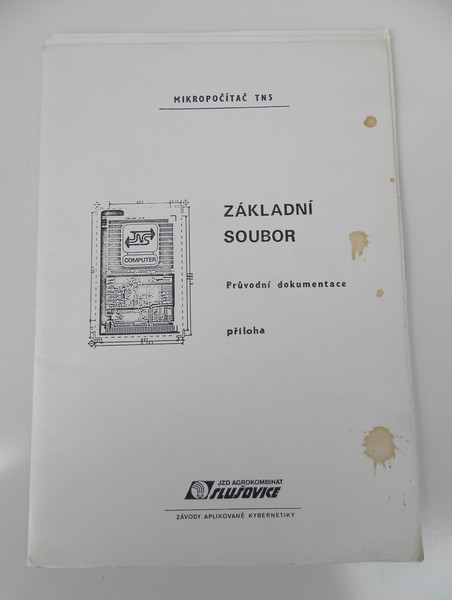 MIKROPOČÍTAČ TNS
ZÁKLADNÍ
SOUBOR
TNS
COMPUTER
Průvodní dokumentace
příloha
JZD AGROKOMBINÁT
SLUŠOVICE
ZÁVODY APLIKOVANÉ KYBERNETIKY